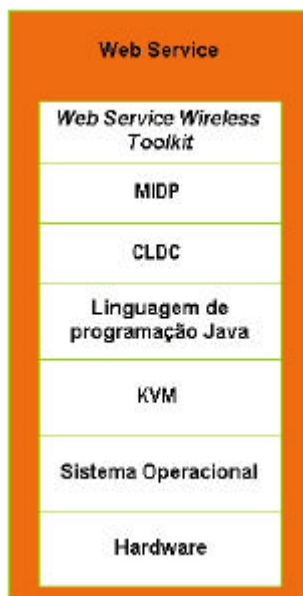 Web Service
Web Service Wireless
Toolkit
MIDP
CLDC
Linguagem de
programação Java
KVM
Sistema Operacional
Hardware